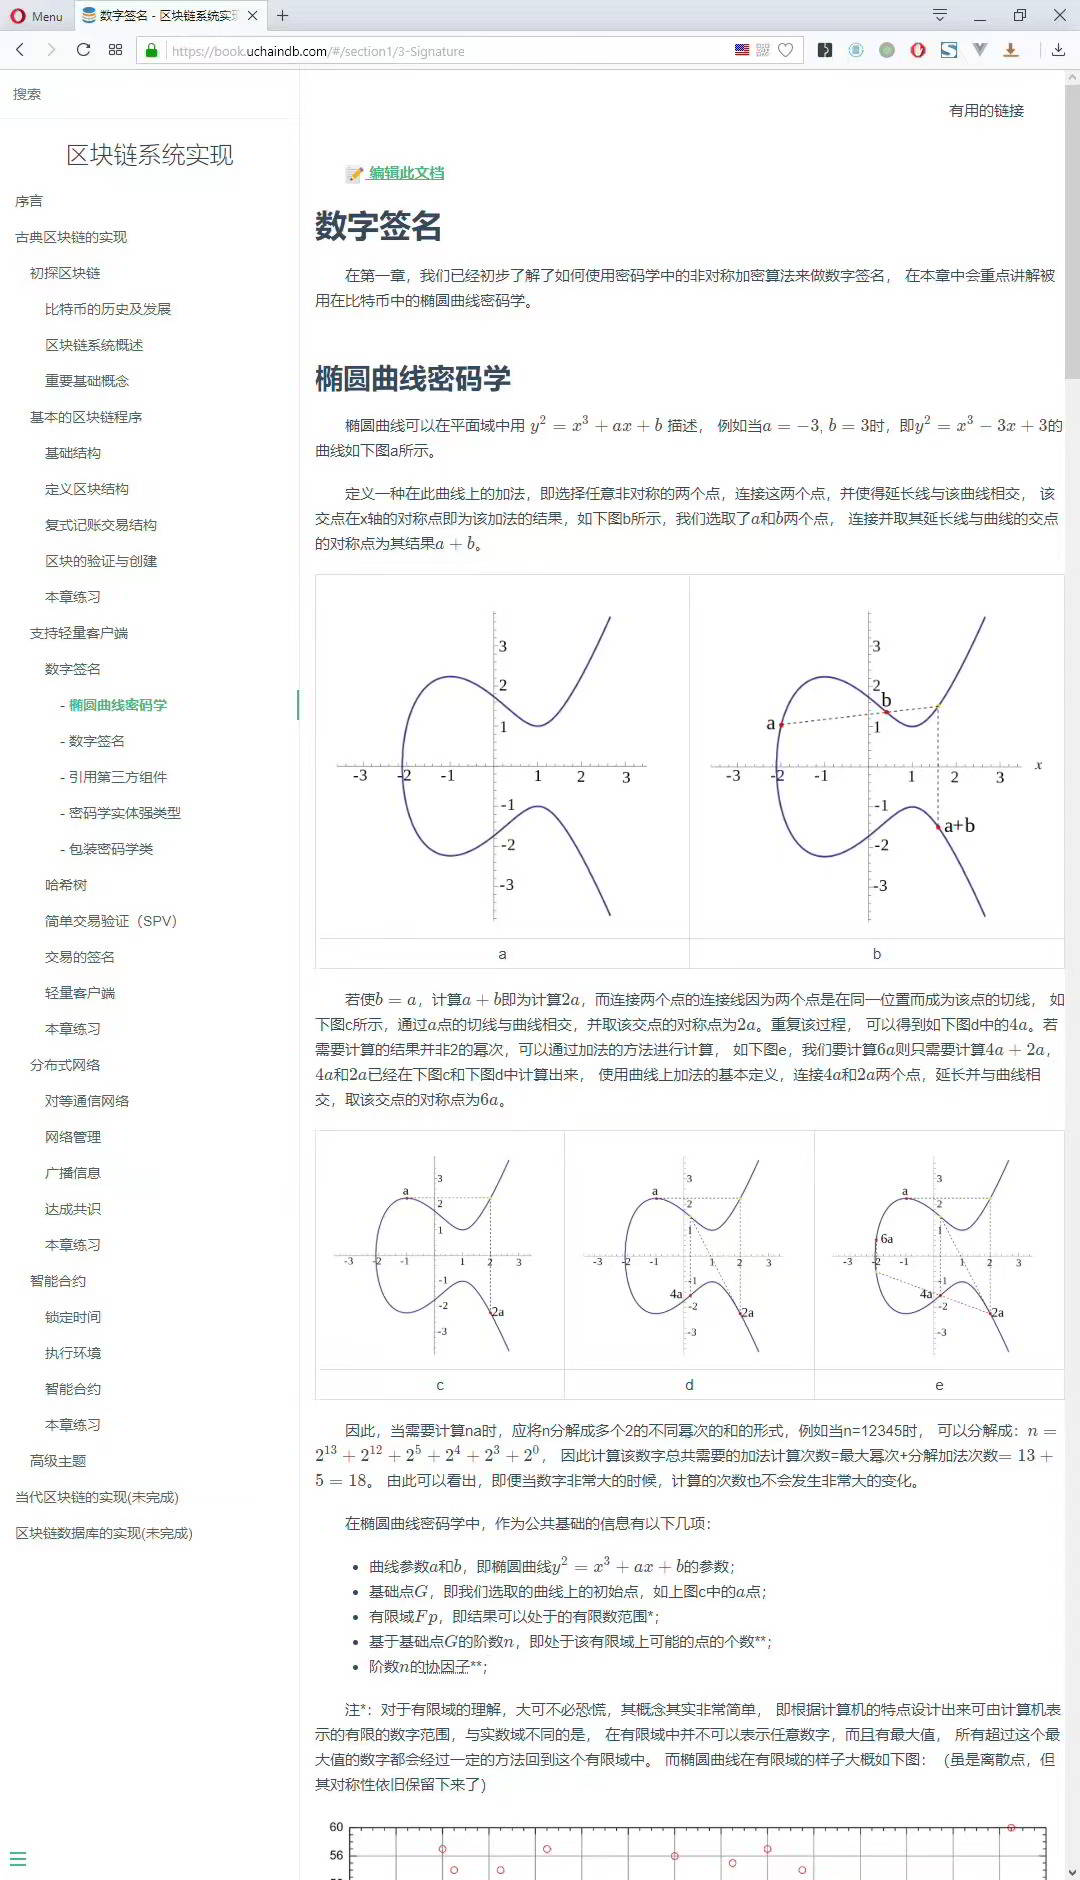 Menu
数字签名 - 区块链系统实现
https://book.uchaindb.com/#/section1/3-Signature
搜索
区块链系统实现
序言
古典区块链的实现
初探区块链
比特币的历史及发展
区块链系统概述
重要基础概念
基本的区块链程序
基础结构
定义区块结构
复式记账交易结构
区块的验证与创建
本章练习
支持轻量客户端
数字签名
- 椭圆曲线密码学
- 数字签名
- 引用第三方组件
- 密码学实体强类型
- 包装密码学类
哈希树
简单交易验证（SPV）
交易的签名
轻量客户端
本章练习
分布式网络
对等通信网络
网络管理
广播信息
达成共识
本章练习
智能合约
锁定时间
执行环境
智能合约
本章练习
高级主题
当代区块链的实现(未完成)
区块链数据库的实现(未完成)
有用的链接
编辑此文档
数字签名
在第一章，我们已经初步了解了如何使用密码学中的非对称加密算法来做数字签名， 在本章中会重点讲解被
用在比特币中的椭圆曲线密码学。
椭圆曲线密码学
椭圆曲线可以在平面域中用 y² = x³ + ax + b 描述， 例如当a = −3, b = 3时，即y² = x³ − 3x + 3的
曲线如下图a所示。
定义一种在此曲线上的加法，即选择任意非对称的两个点，连接这两个点，并使得延长线与该曲线相交， 该
交点在x轴的对称点即为该加法的结果，如下图b所示，我们选取了a和b两个点， 连接并取其延长线与曲线的交点
的对称点为其结果a + b。
3
2
1
-3 -2 -1 1 2 3
-1
-2
-3
3
2
b
a
1
x
-3 -2 -1 1 2 3
-1
a+b
-2
-3
a b
若使b = a，计算a + b即为计算2a，而连接两个点的连接线因为两个点是在同一位置而成为该点的切线， 如
下图c所示，通过a点的切线与曲线相交，并取该交点的对称点为2a。重复该过程， 可以得到如下图d中的4a。若
需要计算的结果并非2的幂次，可以通过加法的方法进行计算， 如下图e，我们要计算6a则只需要计算4a + 2a，
4a和2a已经在下图c和下图d中计算出来， 使用曲线上加法的基本定义，连接4a和2a两个点，延长并与曲线相
交，取该交点的对称点为6a。
3
a
2
1
-3 -2 -1 1 2 3
-1
-2
2a
-3
3
a
2
1
-3 -2 -1 1 2 3
-1
4a
-2
2a
-3
3
a
2
1
6a
-3 -2 -1 1 2 3
-1
4a
-2
2a
-3
c d e
因此，当需要计算na时，应将n分解成多个2的不同幂次的和的形式，例如当n=12345时， 可以分解成：n =
2¹³ + 2¹² + 2⁵ + 2⁴ + 2³ + 2⁰， 因此计算该数字总共需要的加法计算次数=最大幂次+分解加法次数= 13 +
5 = 18。 由此可以看出，即便当数字非常大的时候，计算的次数也不会发生非常大的变化。
在椭圆曲线密码学中，作为公共基础的信息有以下几项：
• 曲线参数a和b，即椭圆曲线y² = x³ + ax + b的参数；
• 基础点G，即我们选取的曲线上的初始点，如上图c中的a点；
• 有限域Fp，即结果可以处于的有限数范围*；
• 基于基础点G的阶数n，即处于该有限域上可能的点的个数**；
• 阶数n的协因子**；
注*：对于有限域的理解，大可不必恐慌，其概念其实非常简单， 即根据计算机的特点设计出来可由计算机表
示的有限的数字范围，与实数域不同的是， 在有限域中并不可以表示任意数字，而且有最大值， 所有超过这个最
大值的数字都会经过一定的方法回到这个有限域中。 而椭圆曲线在有限域的样子大概如下图：（虽是离散点，但
其对称性依旧保留下来了)
60
56